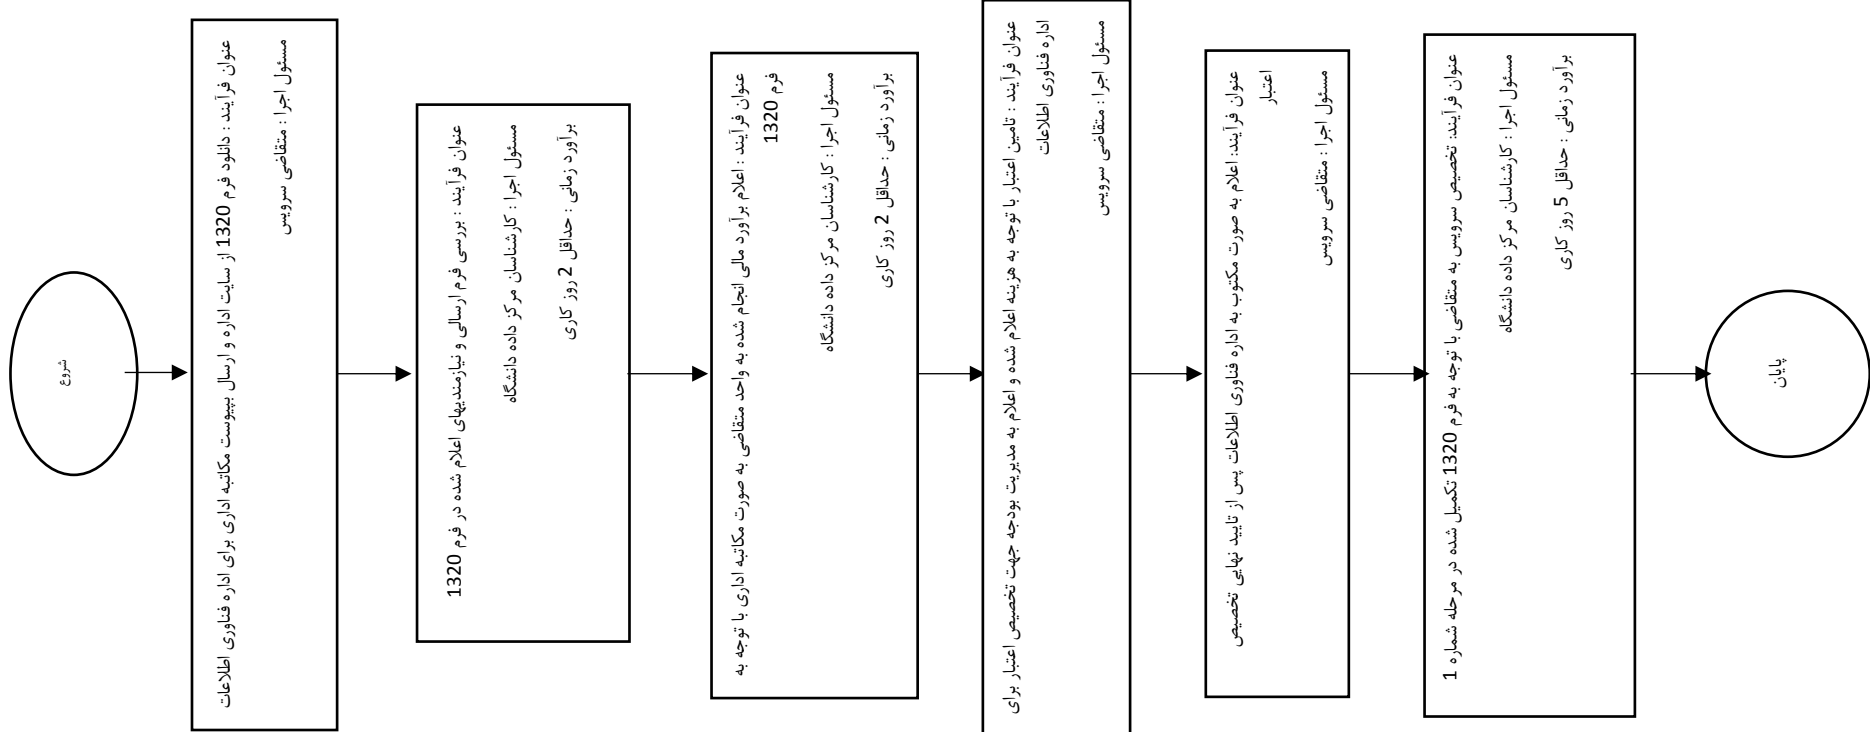 شروع
عنوان فرآیند : دانلود فرم 1320 از سایت اداره و ارسال بپیوست مکاتبه اداری برای اداره فناوری اطلاعات
مسئول اجرا : متقاضی سرویس
عنوان فرآیند : بررسی فرم ارسالی و نیازمندیهای اعلام شده در فرم 1320
مسئول اجرا : کارشناسان مرکز داده دانشگاه
برآورد زمانی : حداقل 2 روز کاری
عنوان فرآیند : اعلام برآورد مالی انجام شده به واحد متقاضی به صورت مکاتبه اداری با توجه به
فرم 1320
مسئول اجرا : کارشناسان مرکز داده دانشگاه
برآورد زمانی : حداقل 2 روز کاری
عنوان فرآیند : تامین اعتبار با توجه به هزینه اعلام شده و اعلام به مدیریت بودجه جهت تخصیص اعتبار برای
اداره فناوری اطلاعات
مسئول اجرا : متقاضی سرویس
عنوان فرآیند: اعلام به صورت مکتوب به اداره فناوری اطلاعات پس از تایید نهایی تخصیص
اعتبار
مسئول اجرا : متقاضی سرویس
عنوان فرآیند: تخصیص سرویس به متقاضی با توجه به فرم 1320 تکمیل شده در مرحله شماره 1
مسئول اجرا : کارشناسان مرکز داده دانشگاه
برآورد زمانی : حداقل 5 روز کاری
پایان